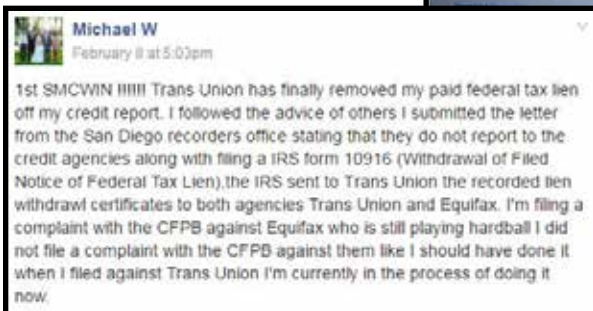 Michael W
February 8 at 5:03pm
1st SMCWIN !!!!!! Trans Union has finally removed my paid federal tax lien
off my credit report. I followed the advice of others I submitted the letter
from the San Diego recorders office stating that they do not report to the
credit agencies along with filing a IRS form 10916 (Withdrawal of Filed
Notice of Federal Tax Lien),the IRS sent to Trans Union the recorded lien
withdrawl certificates to both agencies Trans Union and Equifax. I'm filing a
complaint with the CFPB against Equifax who is still playing hardball I did
not file a complaint with the CFPB against them like I should have done it
when I filed against Trans Union I'm currently in the process of doing it
now.